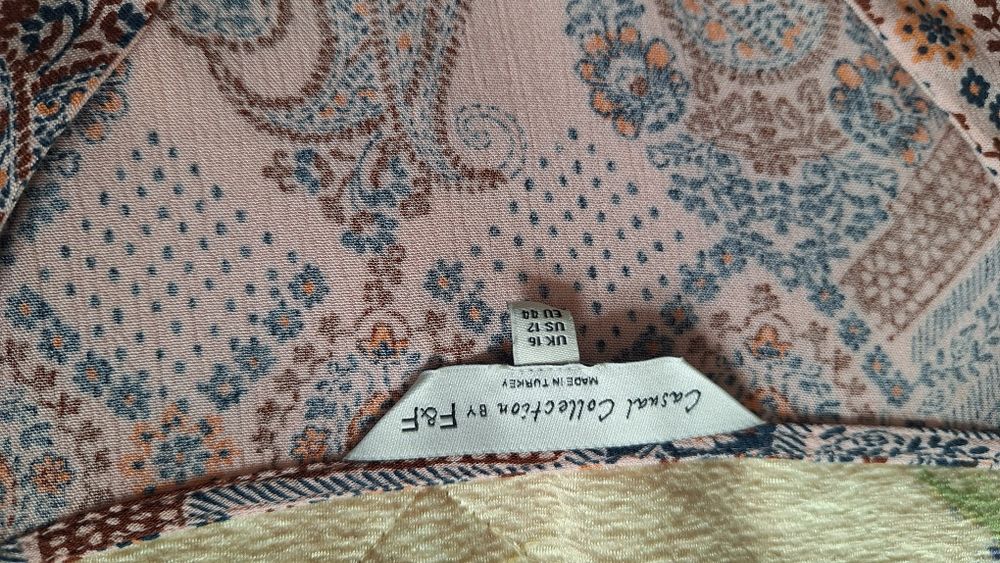 Casual Collection BY F&F
MADE IN TURKEY
UK 16
US 12
EU 44